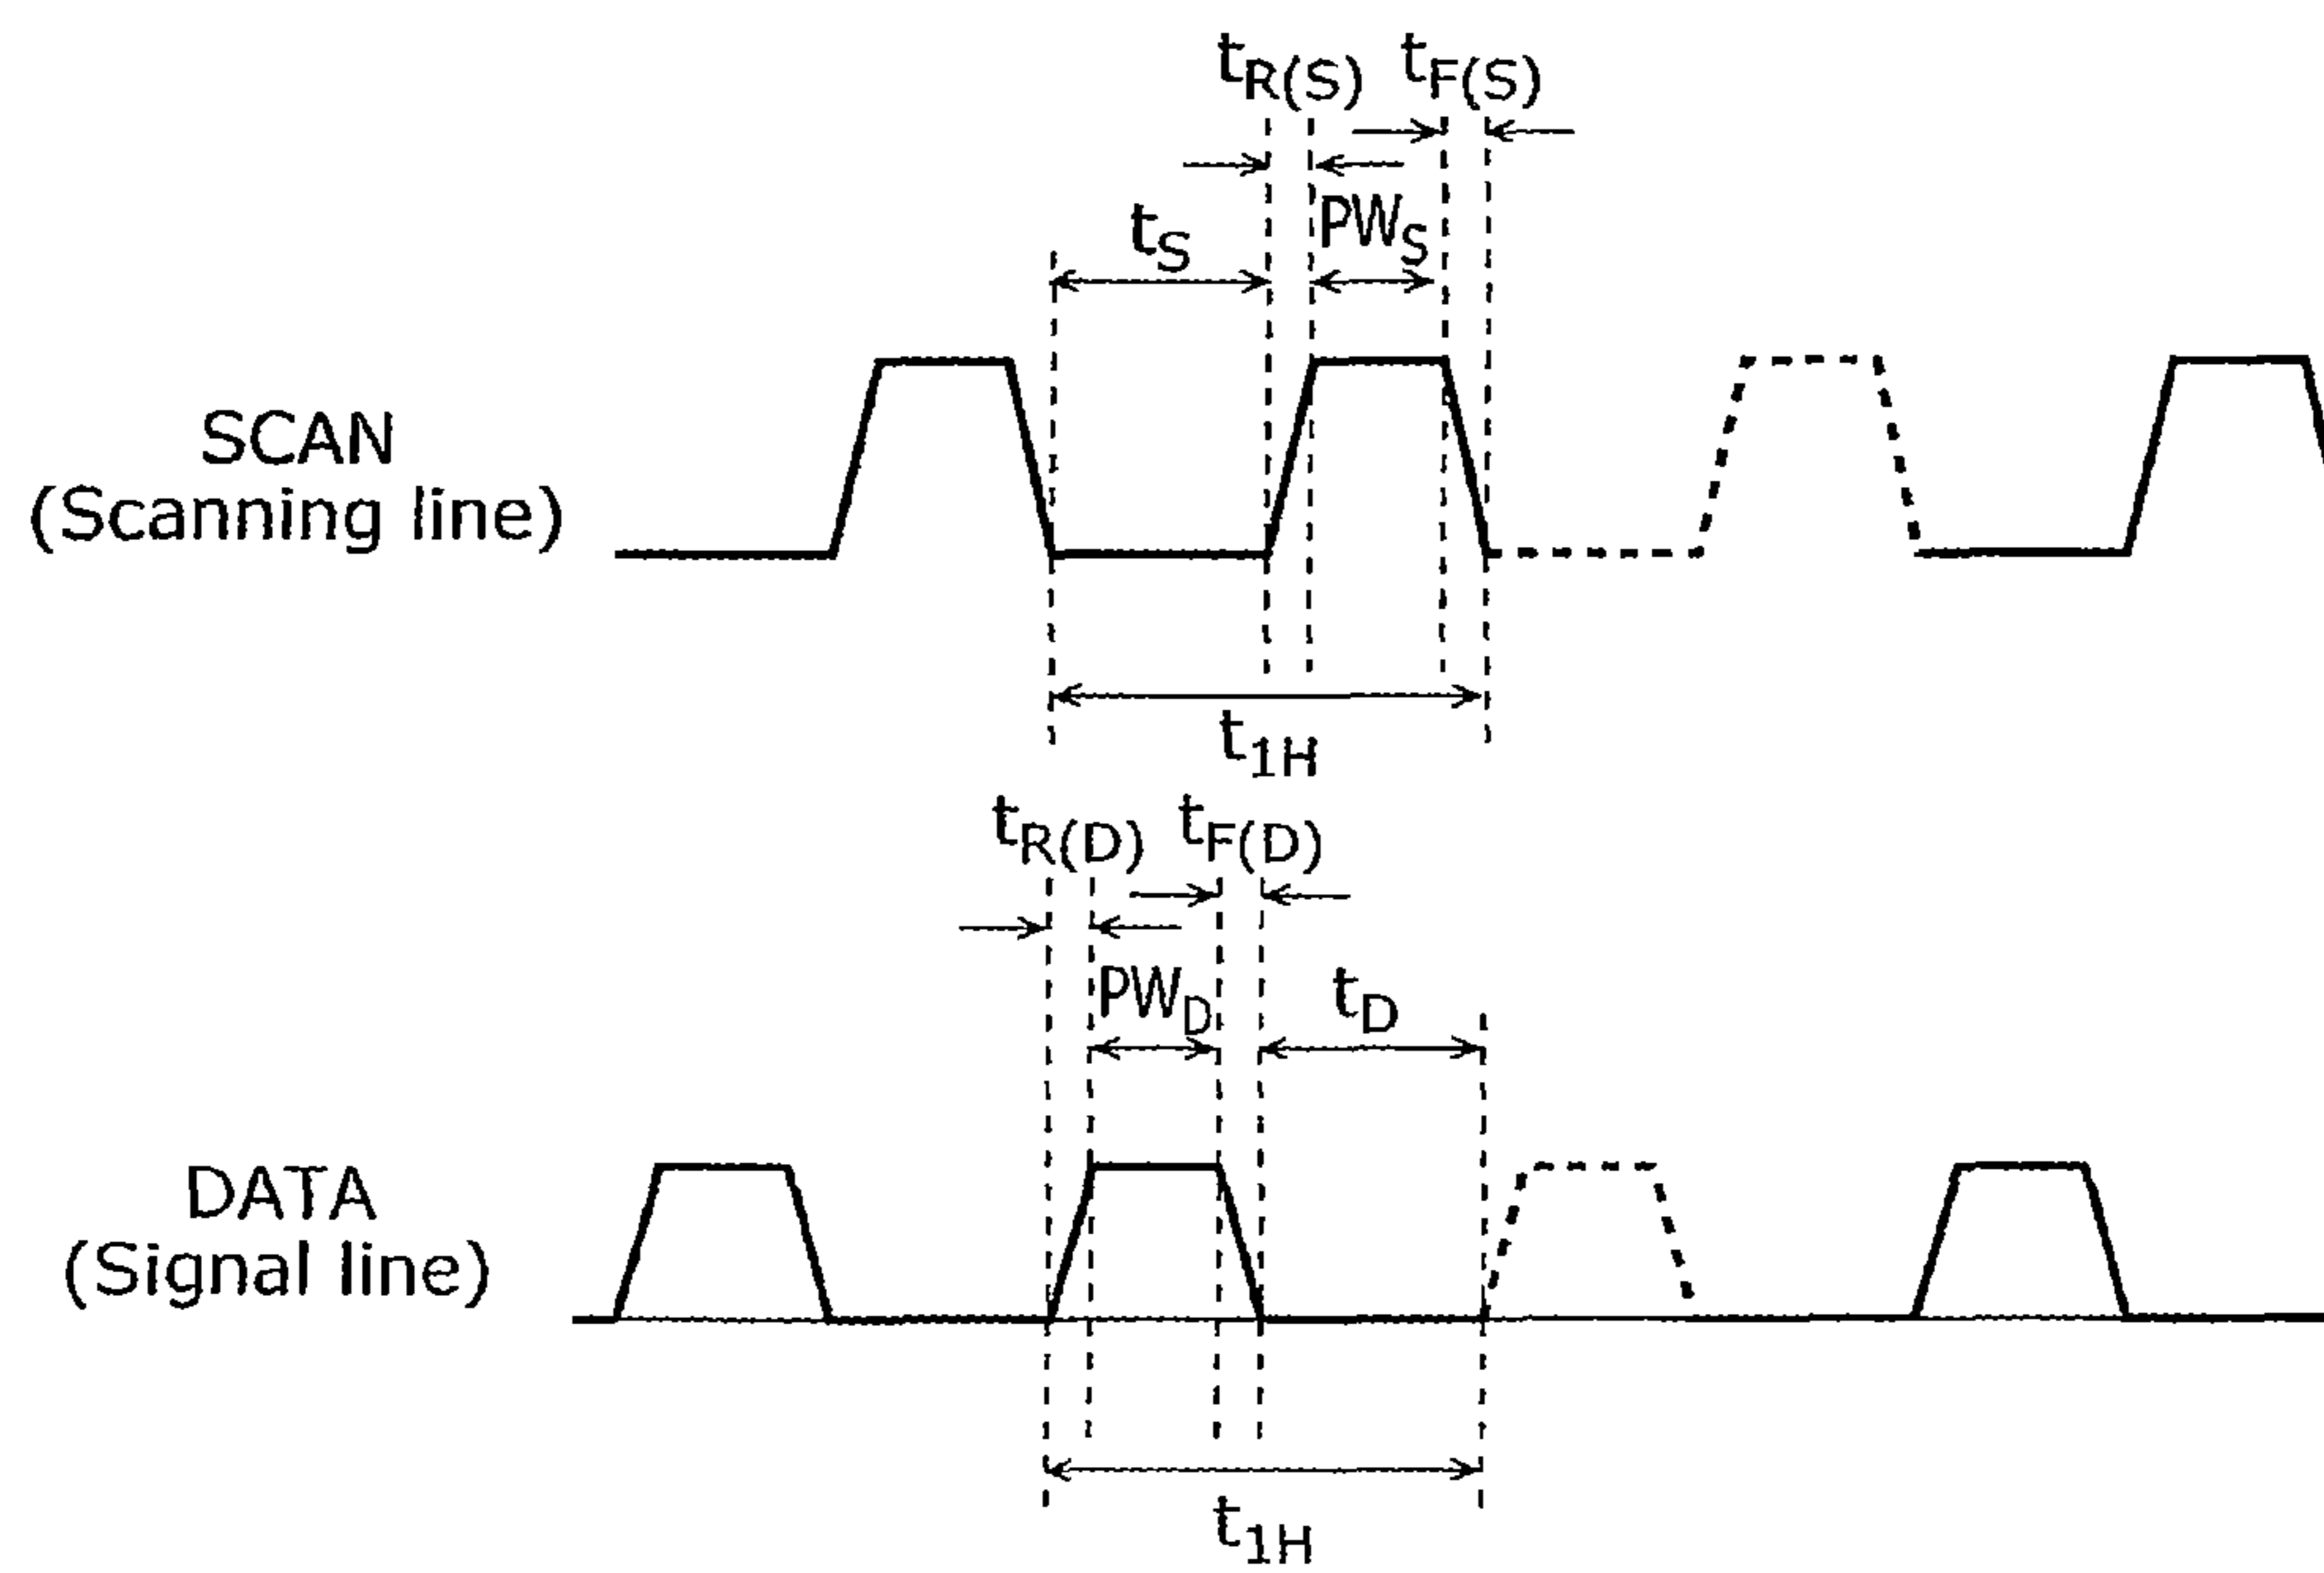 tR(S) tF(S)
tS
PWS
SCAN
(Scanning line)
t1H
tR(D) tF(D)
PWD
tD
DATA
(Signal line)
t1H